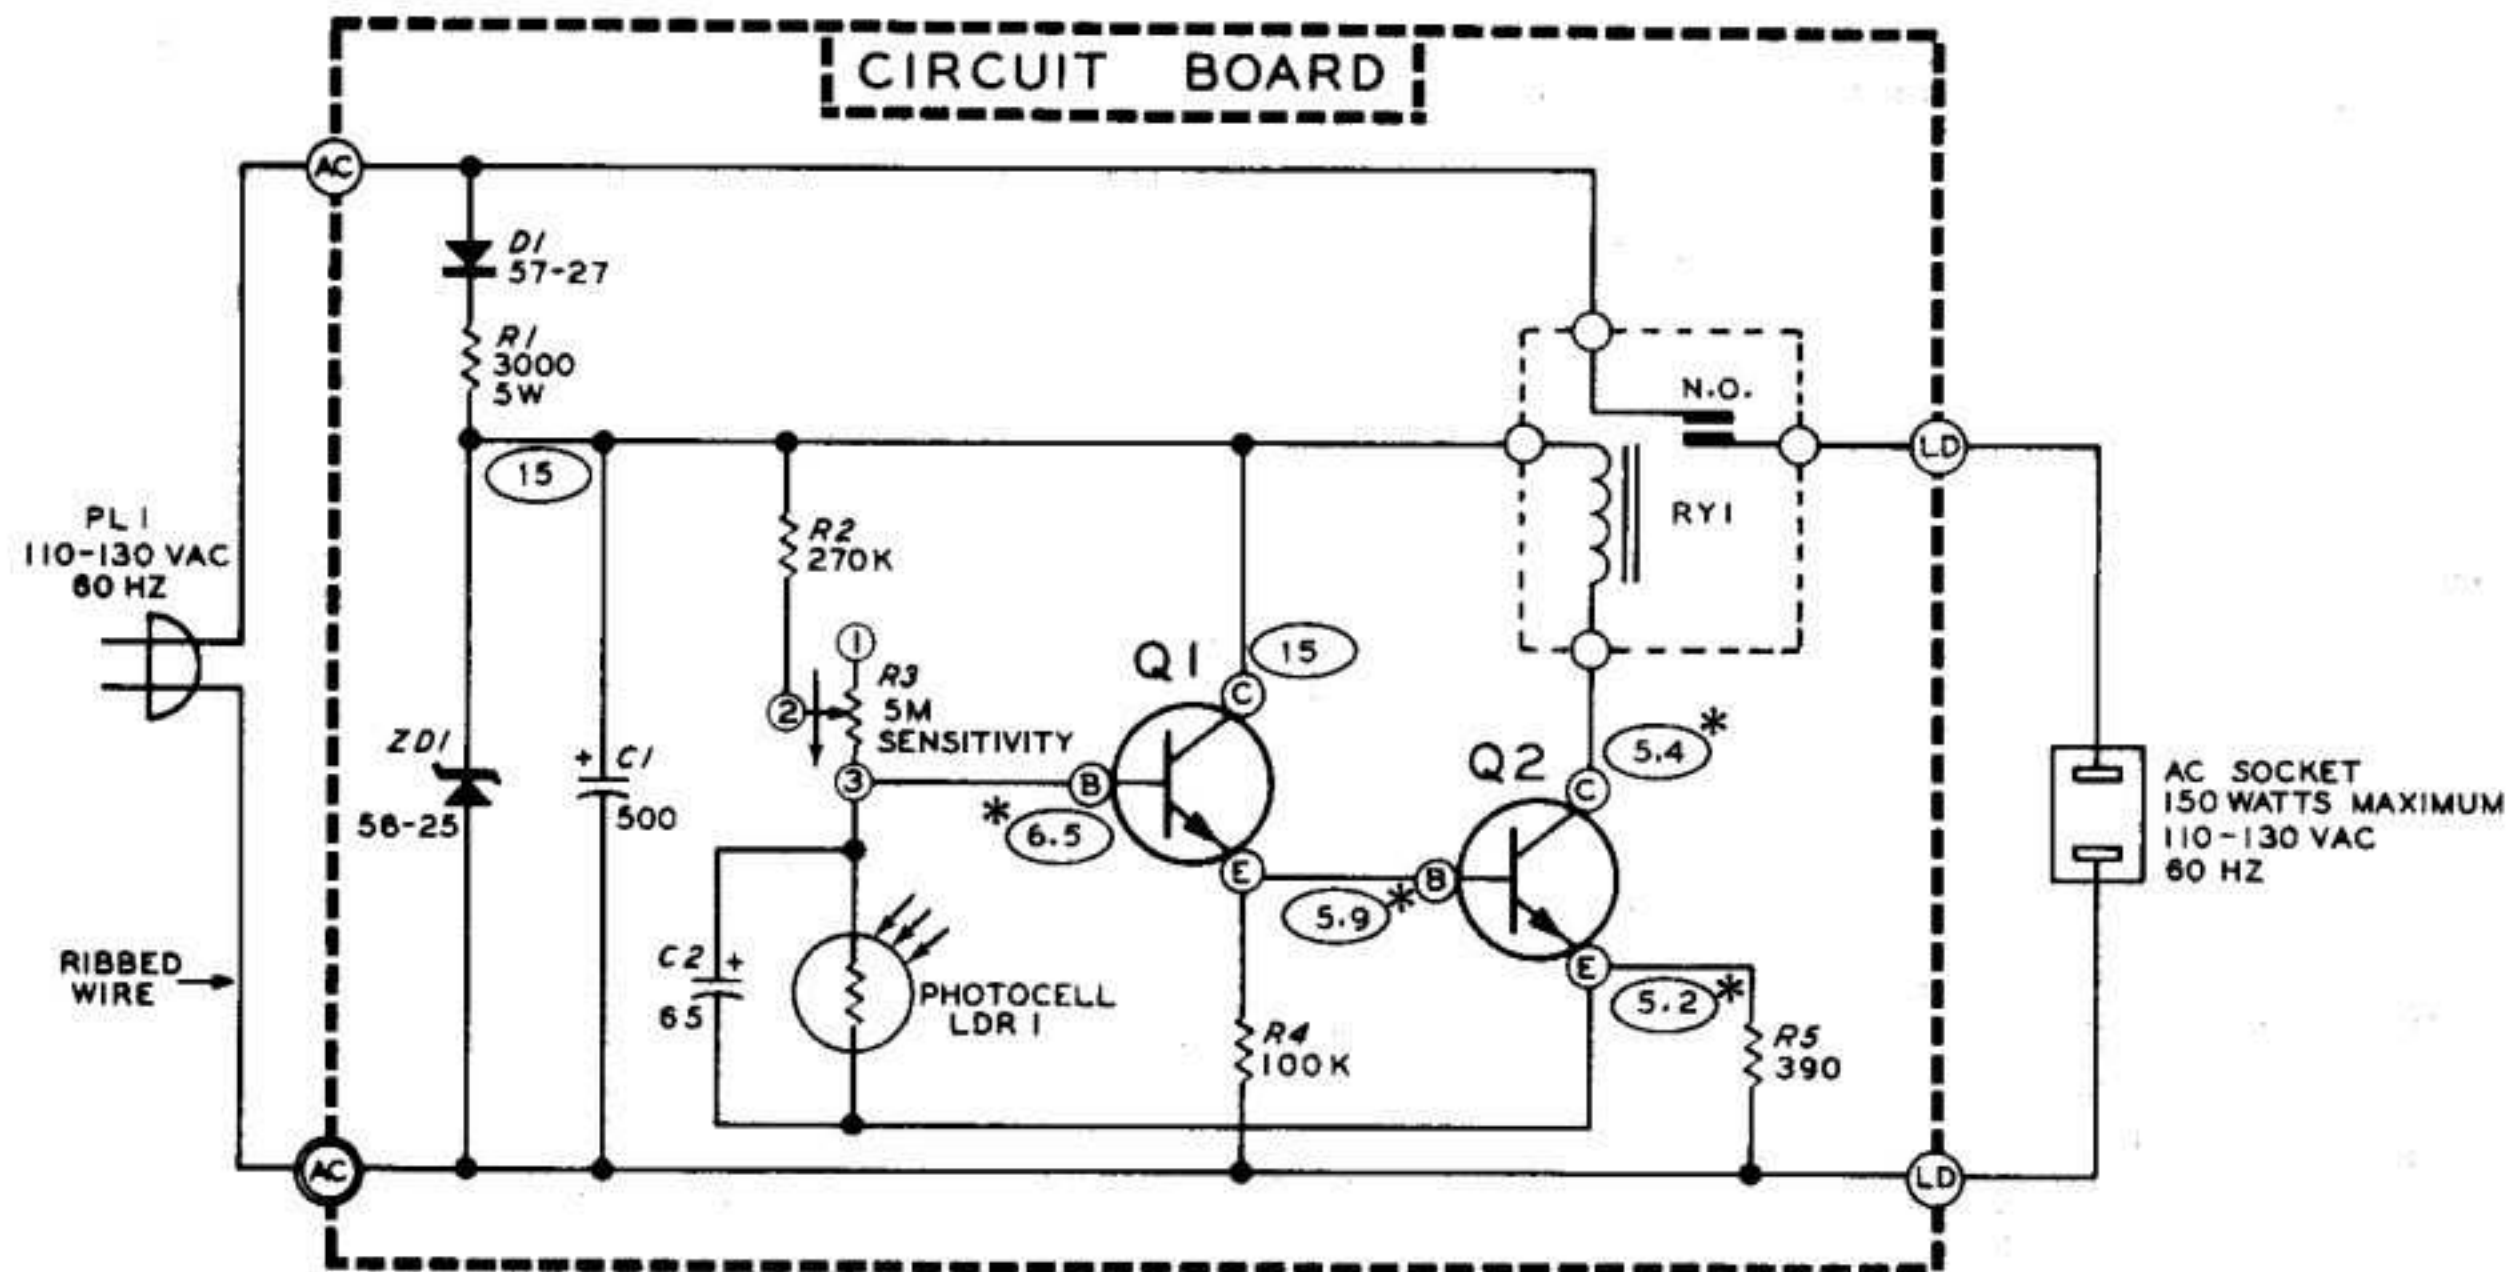 CIRCUIT BOARD
AC
D1
57-27
R1
3000
5W
N.O.
LD
15
PL 1
110-130 VAC
60 HZ
R2
270K
RY1
1
R3
5M
SENSITIVITY
2
3
Q1
15
C
B
* 6.5
E
ZD1
56-25
+ C1
500
Q2
5.4 *
C
B
5.9 *
E
5.2 *
AC SOCKET
150 WATTS MAXIMUM
110-130 VAC
60 HZ
RIBBED
WIRE
C2 +
65
PHOTOCELL
LDR 1
R4
100K
R5
390
AC
LD